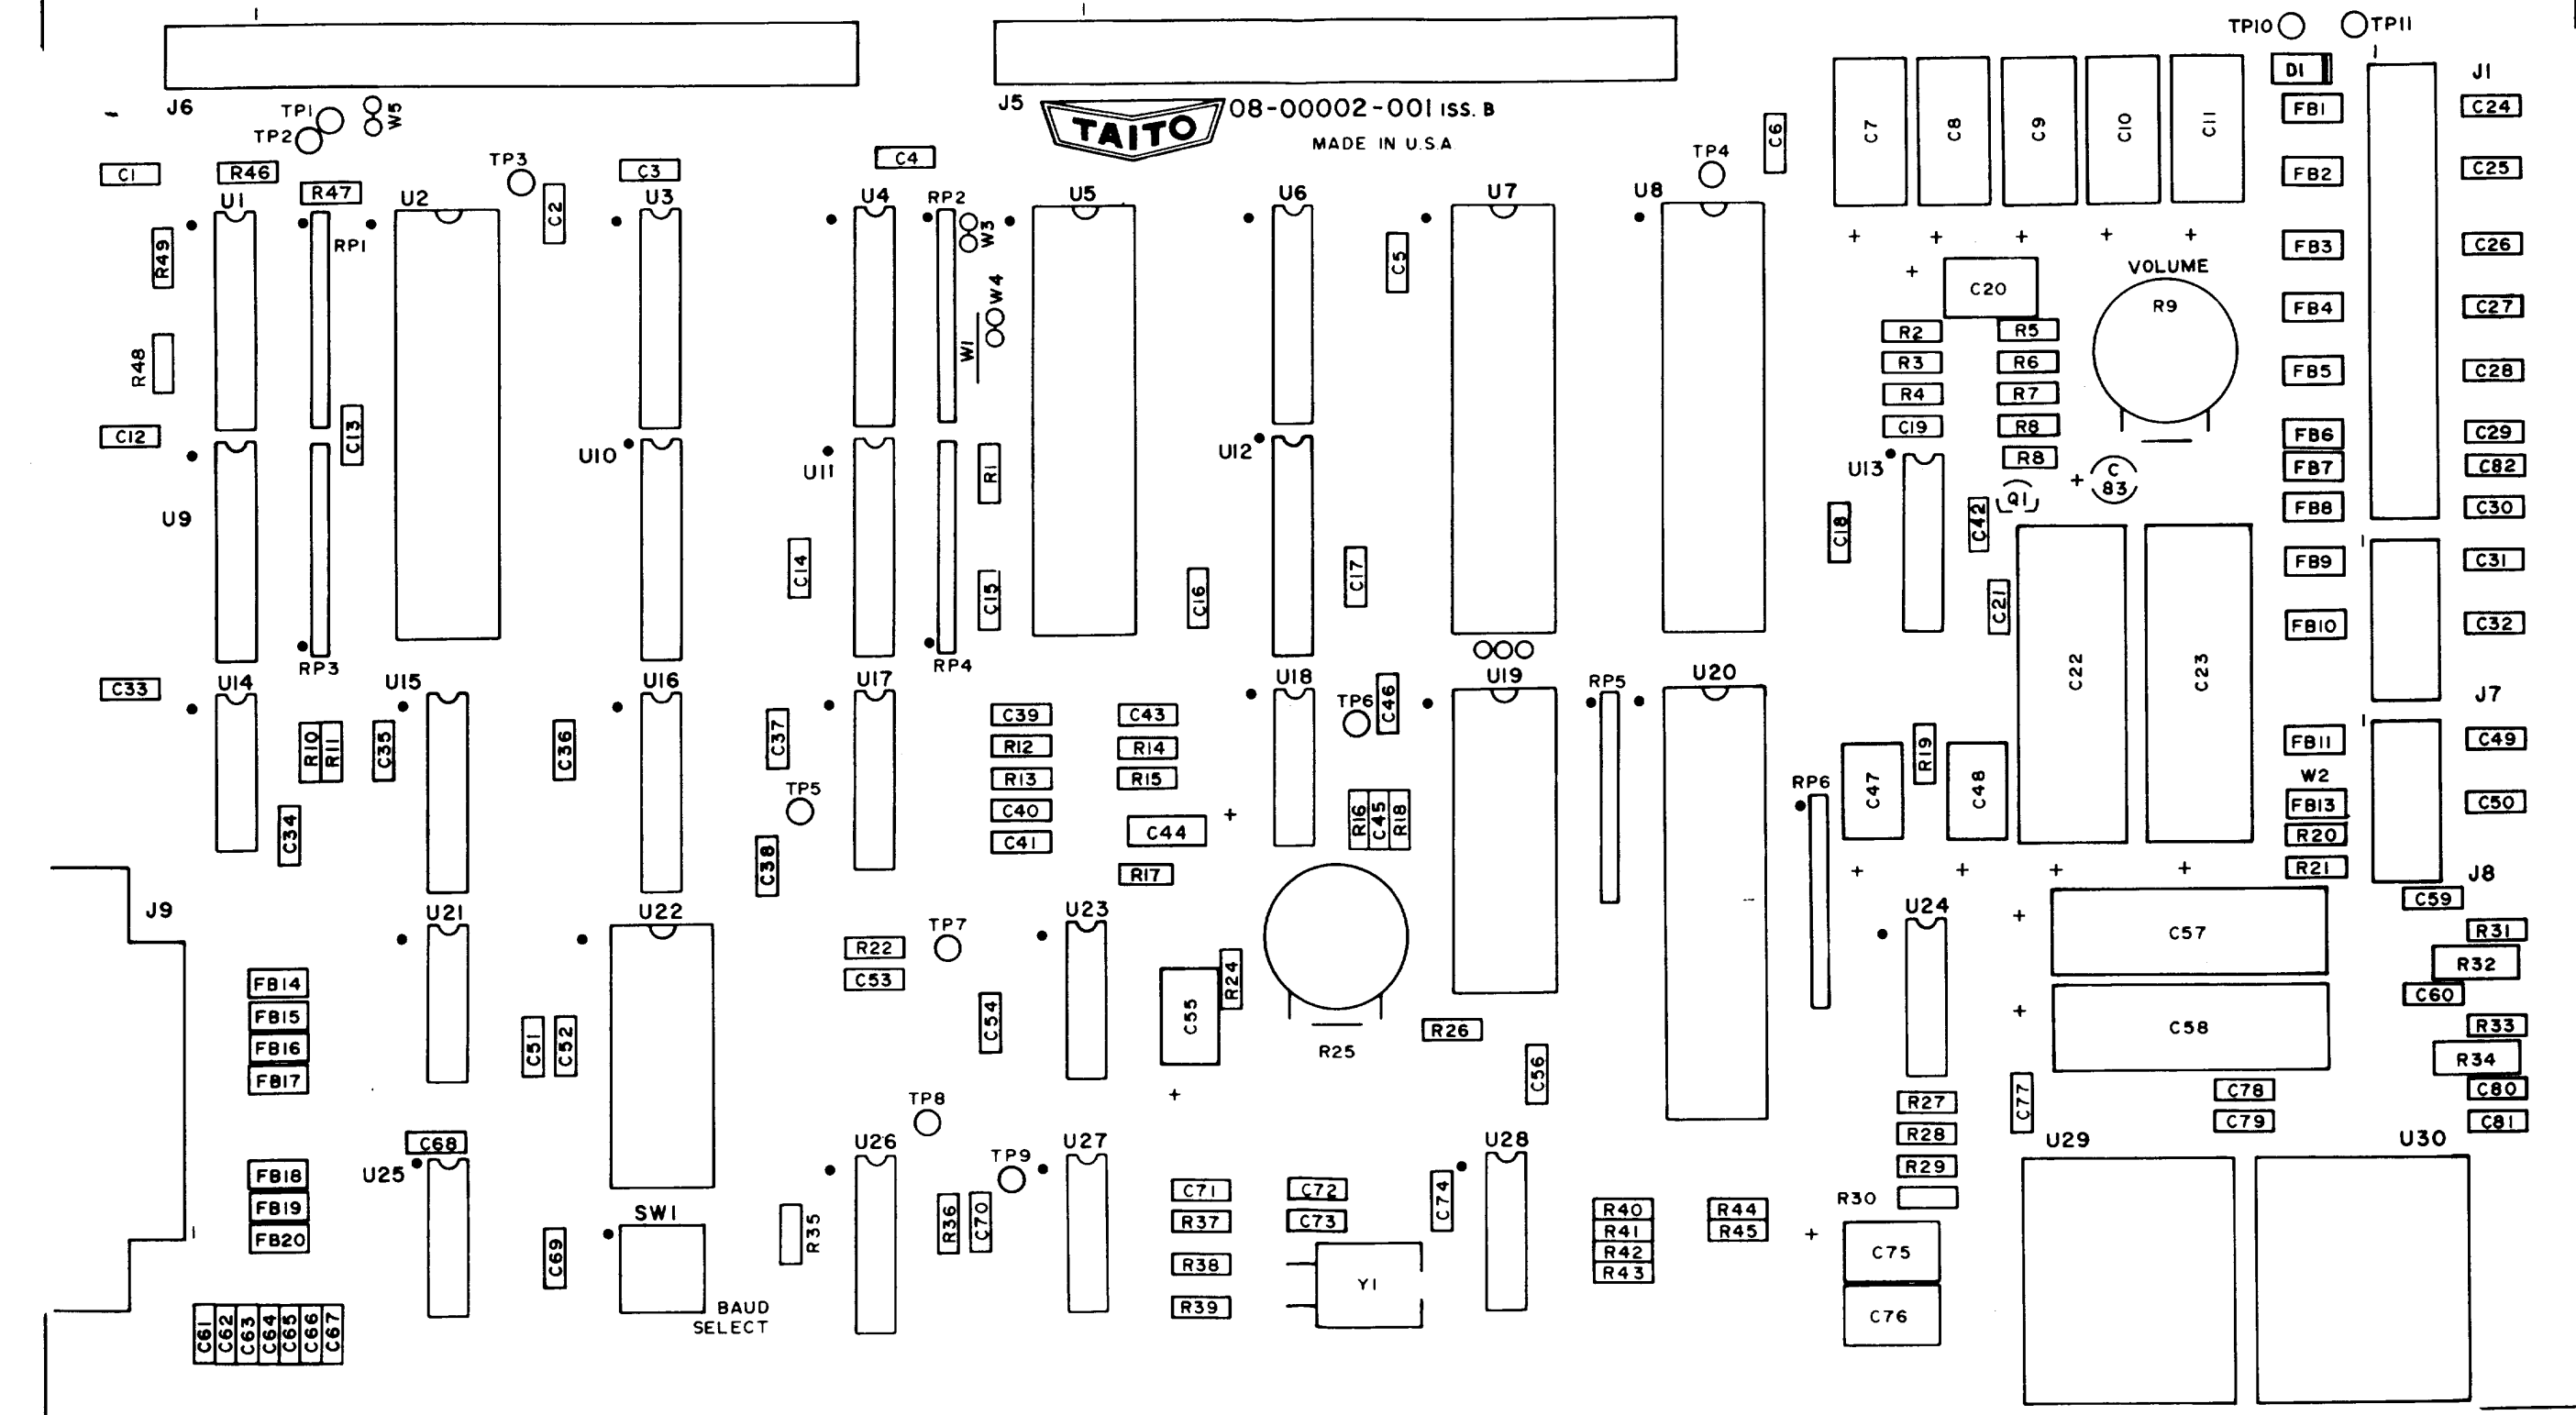 TP10 TP11
J6 J5 TAITO 08-00002-001 ISS. B
MADE IN U.S.A
D1 J1
TP1 W5
TP2
C7 C8 C9 C10 C11
FB1 C24
C6
TP3 C3 C4 TP4
C1 R46 R47 FB2 C25
U1 U2 C2 U3 U4 RP2 U5 U6 U7 U8
W3
R49 RP1 C5 FB3 C26
VOLUME
C20 R9
W4 FB4 C27
R2 R5
W1
R48 R3 R6 FB5 C28
R4 R7
C12 C13 C19 R8 FB6 C29
U10 U11 R1 U12 U13 R8 C83 FB7 C82
Q1
U9 C18 C42 FB8 C30
C14 C15 C16 C17 C21 FB9 C31
FB10 C32
RP3 RP4 C22 C23
C33 U14 U15 U16 U17 U18 U19 RP5 U20 J7
TP6 C46
C39 C43
R10 R11 C35 C36 C37 R12 R14 R19 FB11 C49
R13 R15 W2
TP5 RP6 C47 C48
C40 FB13 C50
C34 C44 R16 C45 R18 R20
C41
C38 R17 R21 J8
C59
J9 U21 U22 U23 U24
TP7 C57 R31
R22 R32
FB14 C53 R24 C60
FB15 C54 C55 R26 C58 R33
FB16 C51 C52 R25 R34
FB17 C56 C78 C80
TP8 R27 C77 C79 C81
C68 U26 U27 U28 R28 U29 U30
FB18 U25 TP9 R29
C71 C72 C74 R30
FB19 SW1 R35 R36 C70 R37 C73 R40 R44
FB20 R41 R45
C69 R38 R42 C75
R43
Y1
BAUD R39
SELECT C76
C61 C62 C63 C64 C65 C66 C67